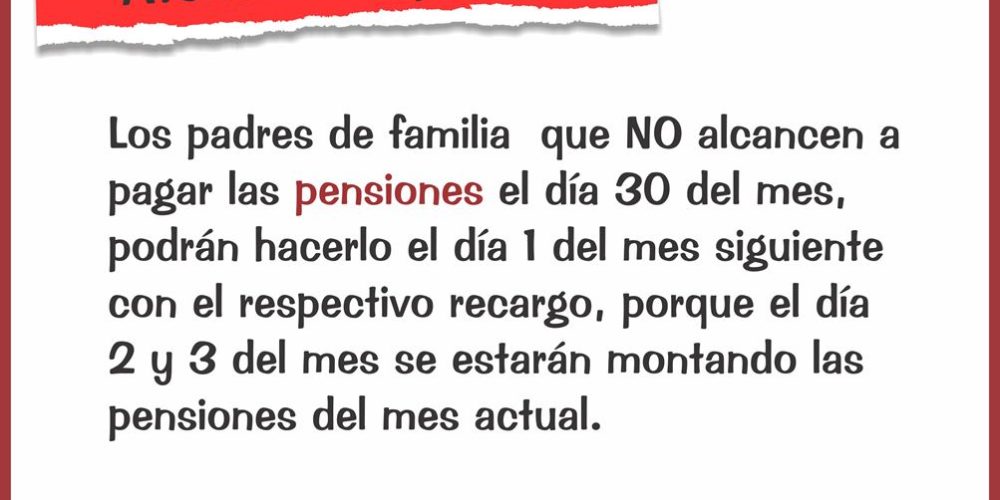 Los padres de familia que NO alcancen a
pagar las pensiones el día 30 del mes,
podrán hacerlo el día 1 del mes siguiente
con el respectivo recargo, porque el día
2 y 3 del mes se estarán montando las
pensiones del mes actual.